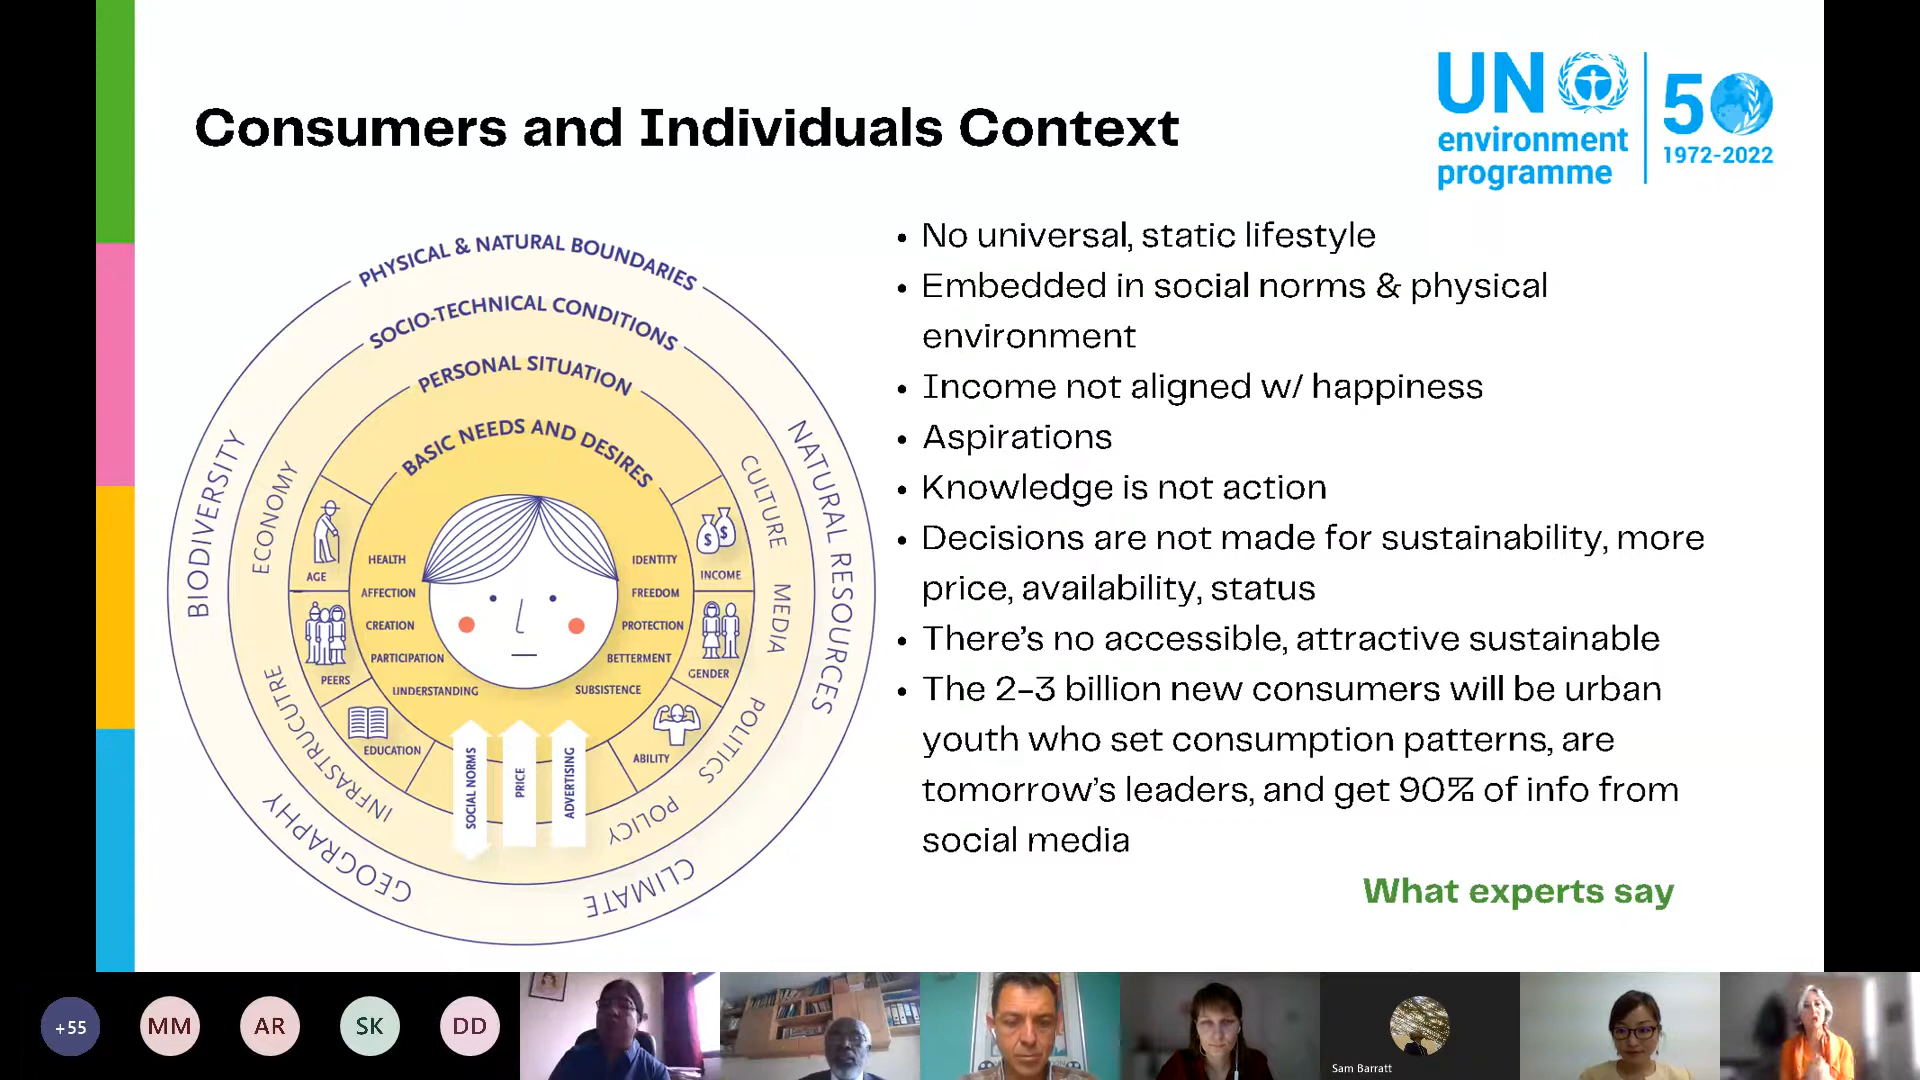 Consumers and Individuals Context
UN
environment
programme
50
1972-2022
PHYSICAL & NATURAL BOUNDARIES
SOCIO-TECHNICAL CONDITIONS
PERSONAL SITUATION
BASIC NEEDS AND DESIRES
BIODIVERSITY
ECONOMY
CULTURE
NATURAL RESOURCES
MEDIA
POLITICS
POLICY
INFRASTRUCUTRE
GEOGRAPHY
CLIMATE
AGE
PEERS
EDUCATION
INCOME
GENDER
ABILITY
HEALTH
AFFECTION
CREATION
PARTICIPATION
UNDERSTANDING
IDENTITY
FREEDOM
PROTECTION
BETTERMENT
SUBSISTENCE
SOCIAL NORMS
PRICE
ADVERTISING
$ $
• No universal, static lifestyle
• Embedded in social norms & physical
environment
• Income not aligned w/ happiness
• Aspirations
• Knowledge is not action
• Decisions are not made for sustainability, more
price, availability, status
• There's no accessible, attractive sustainable
• The 2-3 billion new consumers will be urban
youth who set consumption patterns, are
tomorrow's leaders, and get 90% of info from
social media
What experts say
+55
MM
AR
SK
DD
Sam Barratt